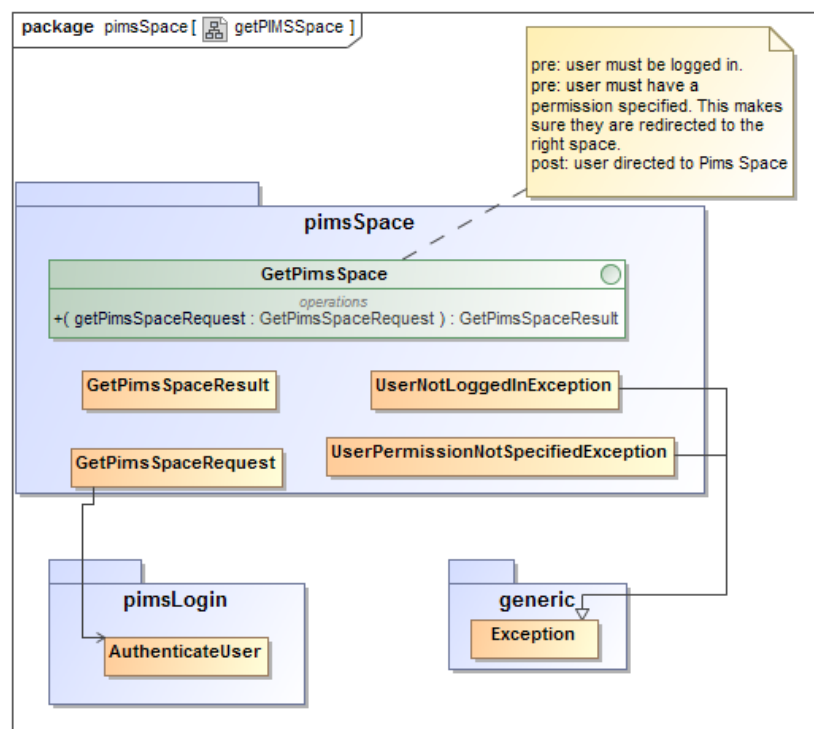 package pimsSpace [ getPIMSSpace ]
pre: user must be logged in.
pre: user must have a
permission specified. This makes
sure they are redirected to the
right space.
post: user directed to Pims Space
pimsSpace
GetPimsSpace
operations
+( getPimsSpaceRequest : GetPimsSpaceRequest ) : GetPimsSpaceResult
GetPimsSpaceResult
UserNotLoggedInException
UserPermissionNotSpecifiedException
GetPimsSpaceRequest
pimsLogin
AuthenticateUser
generic
Exception